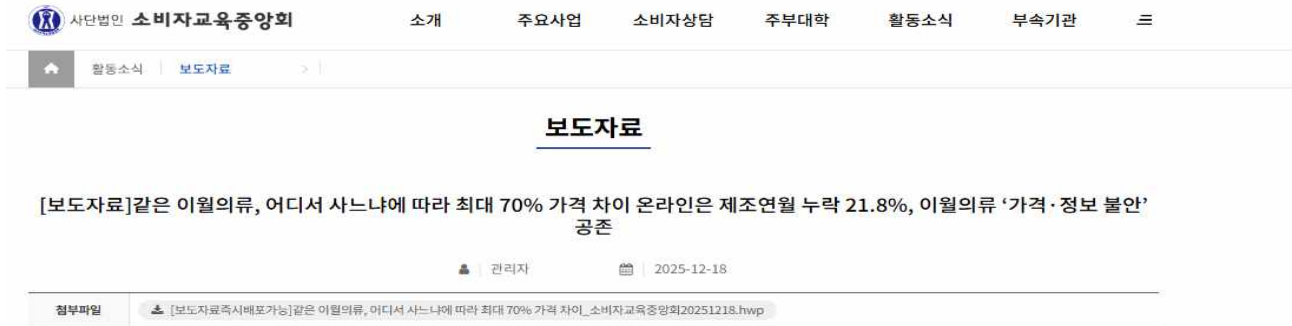 사단법인 소비자교육중앙회 소개 주요사업 소비자상담 주부대학 활동소식 부속기관
활동소식 보도자료 >
보도자료
[보도자료]같은 이월의류, 어디서 사느냐에 따라 최대 70% 가격 차이 온라인은 제조연월 누락 21.8%, 이월의류 ‘가격·정보 불안’
공존
관리자 2025-12-18
첨부파일 [보도자료즉시배포가능]같은 이월의류, 어디서 사느냐에 따라 최대 70% 가격 차이_소비자교육중앙회20251218.hwp